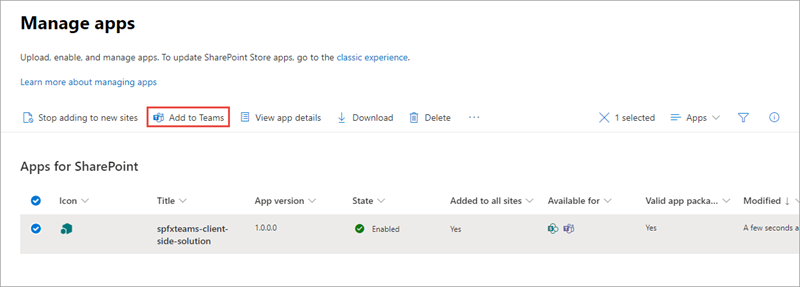 Manage apps
Upload, enable, and manage apps. To update SharePoint Store apps, go to the classic experience.
Learn more about managing apps
Stop adding to new sites Add to Teams View app details Download Delete ··· 1 selected Apps
Apps for SharePoint
Icon Title App version State Added to all sites Available for Valid app packa... Modified
spfxteams-client-side-solution 1.0.0.0 Enabled Yes Yes A few seconds a